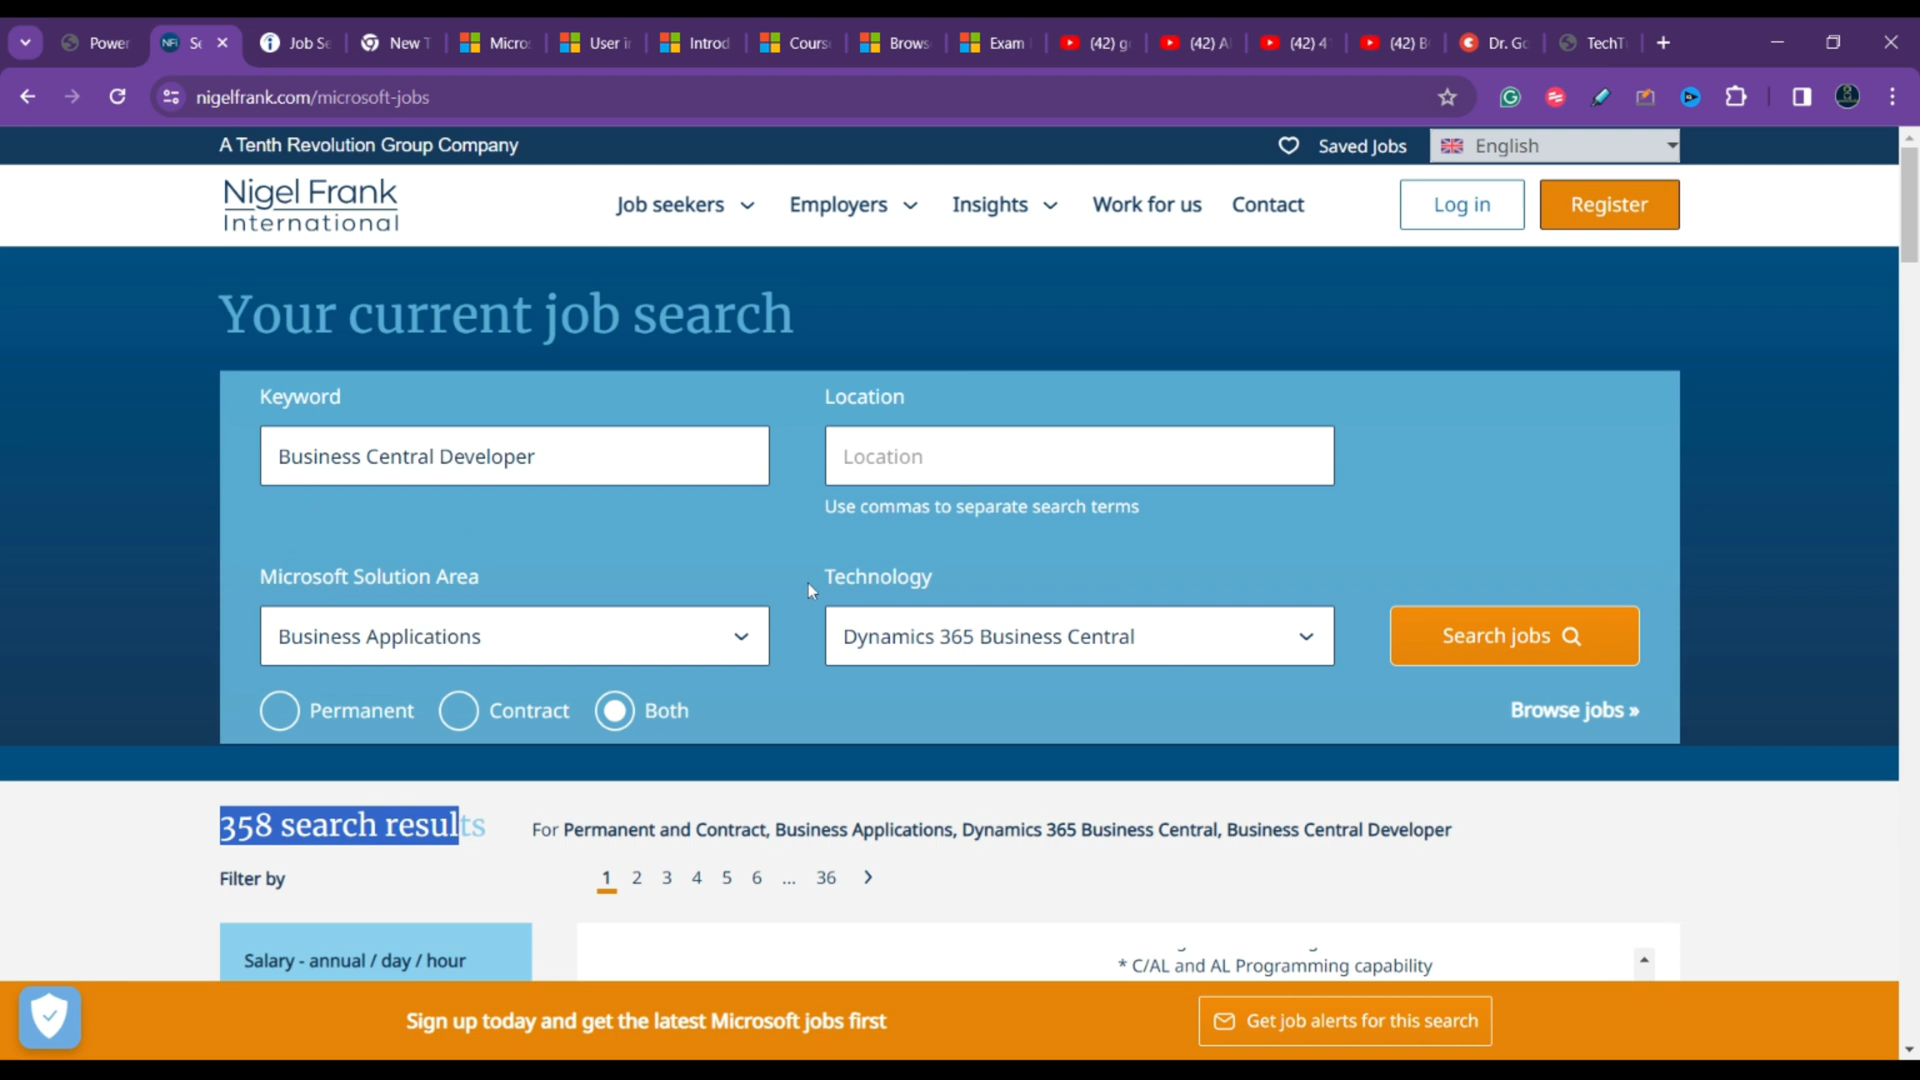 Power
Se
Job Se
New T
Micro
User i
Introd
Cours
Brows
Exam
(42) g
(42) A
(42) 4
(42) B
Dr. Go
TechT
nigelfrank.com/microsoft-jobs
A Tenth Revolution Group Company
Saved Jobs
English
Nigel Frank
International
Job seekers
Employers
Insights
Work for us
Contact
Log in
Register
Your current job search
Keyword
Location
Business Central Developer
Location
Use commas to separate search terms
Microsoft Solution Area
Technology
Business Applications
Dynamics 365 Business Central
Search jobs
Permanent
Contract
Both
Browse jobs »
358 search results
For Permanent and Contract, Business Applications, Dynamics 365 Business Central, Business Central Developer
Filter by
1 2 3 4 5 6 ... 36
Salary - annual / day / hour
* C/AL and AL Programming capability
Sign up today and get the latest Microsoft jobs first
Get job alerts for this search